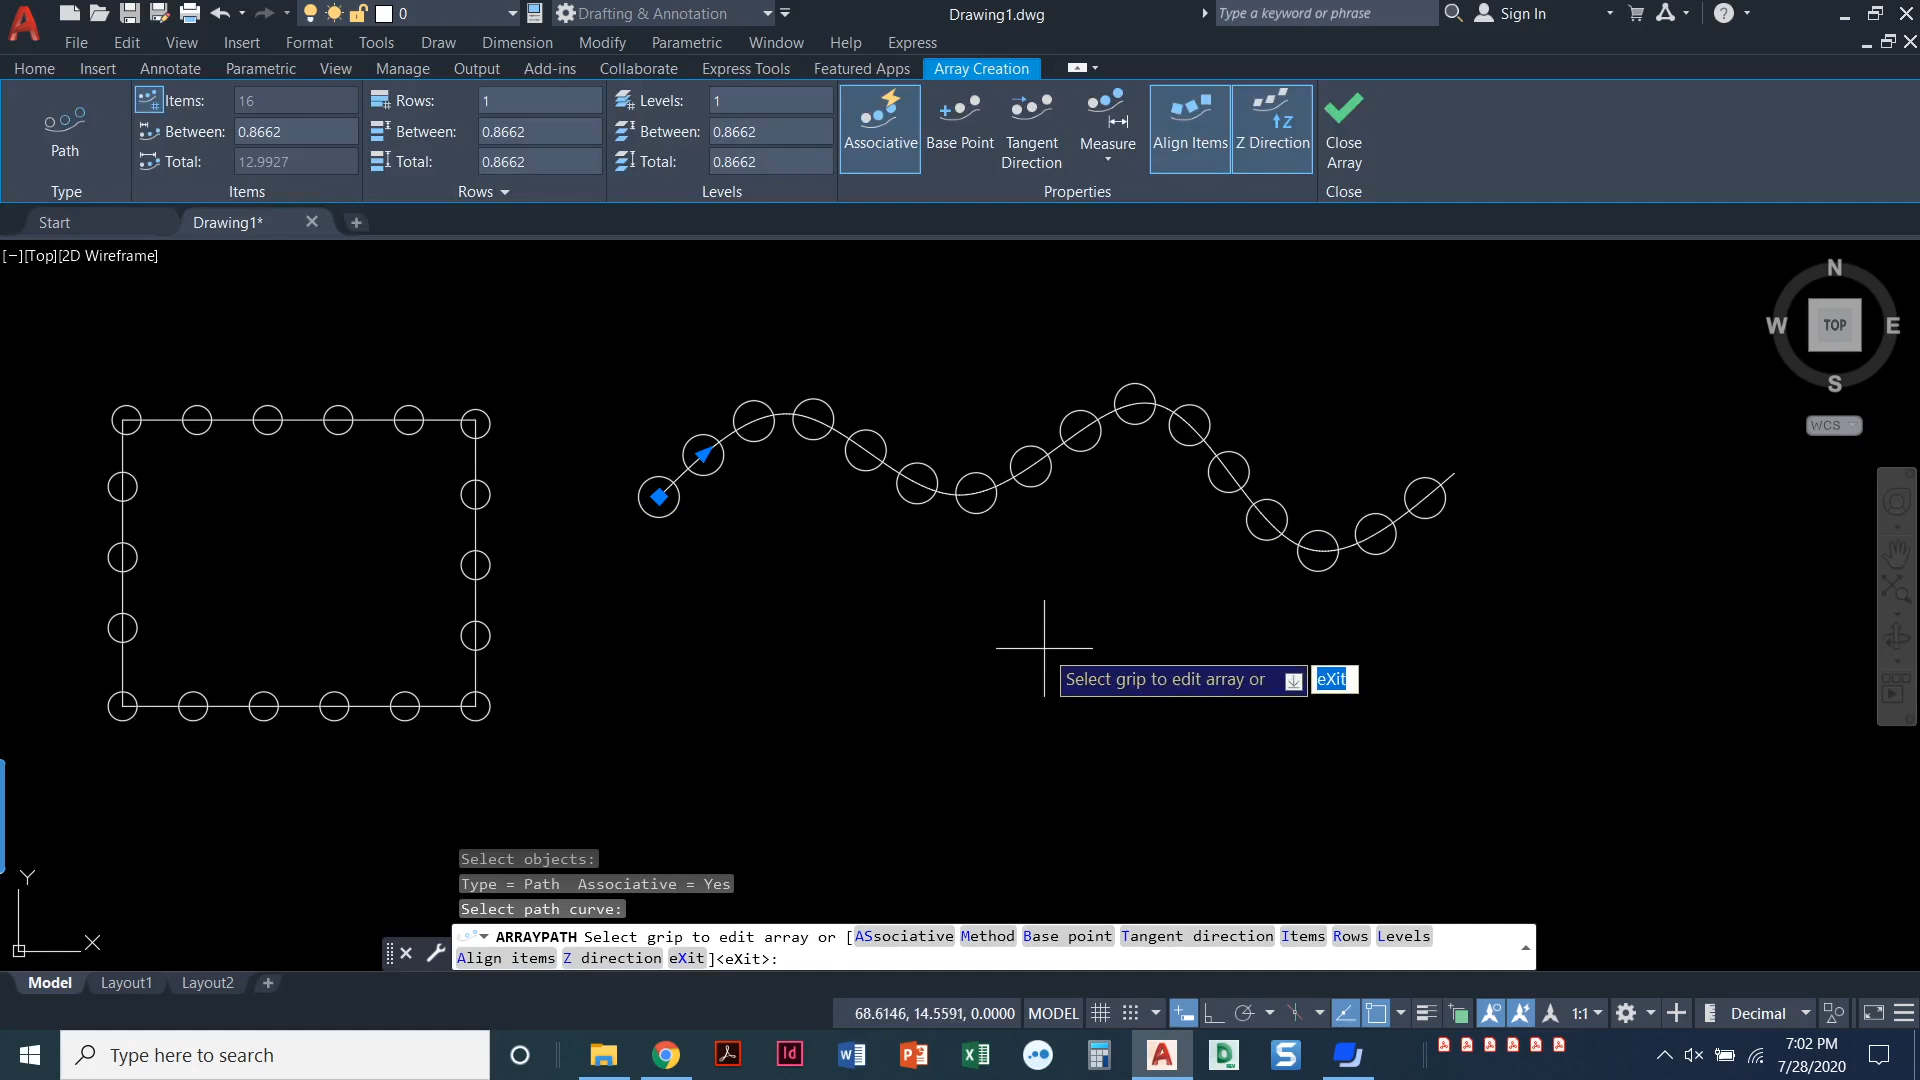 0
Drafting & Annotation
Drawing1.dwg
Type a keyword or phrase
Sign In
File Edit View Insert Format Tools Draw Dimension Modify Parametric Window Help Express
Home Insert Annotate Parametric View Manage Output Add-ins Collaborate Express Tools Featured Apps Array Creation
Items: 16 Rows: 1 Levels: 1
Between: 0.8662 Between: 0.8662 Between: 0.8662
Total: 12.9927 Total: 0.8662 Total: 0.8662
Path
Associative Base Point Tangent Direction Measure Align Items Z Direction Close Array
Z
Type Items Rows Levels Properties Close
Start Drawing1*
[−][Top][2D Wireframe]
N
W TOP E
S
WCS
Select grip to edit array or eXit
Y
X
Select objects:
Type = Path Associative = Yes
Select path curve:
ARRAYPATH Select grip to edit array or [ASsociative Method Base point Tangent direction Items Rows Levels
Align items Z direction eXit]<eXit>:
Model Layout1 Layout2
68.6146, 14.5591, 0.0000 MODEL 1:1 Decimal
Type here to search
7:02 PM
7/28/2020